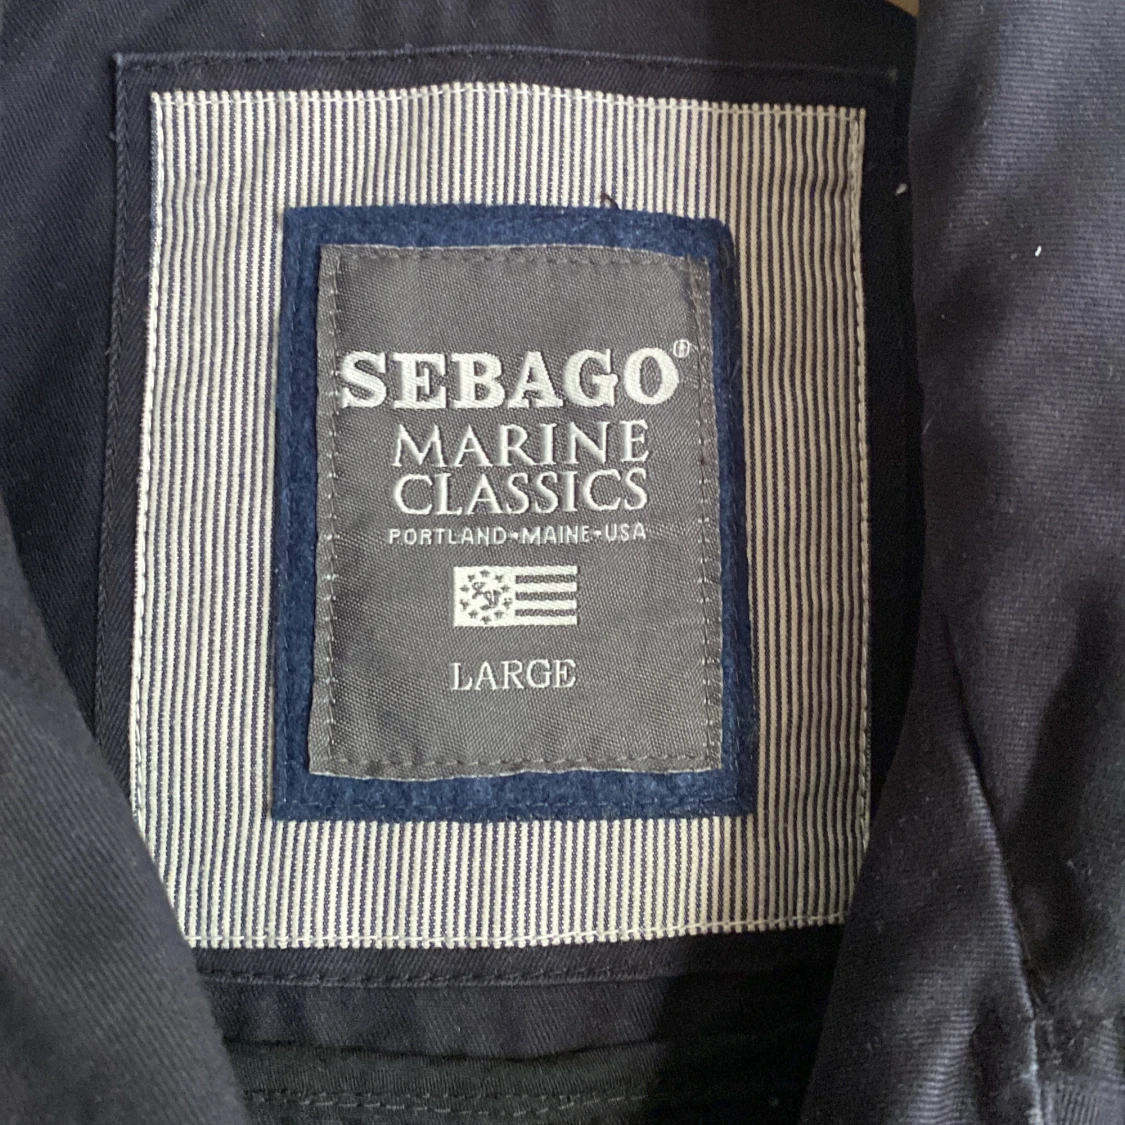 SEBAGO®
MARINE
CLASSICS
PORTLAND•MAINE•USA
LARGE